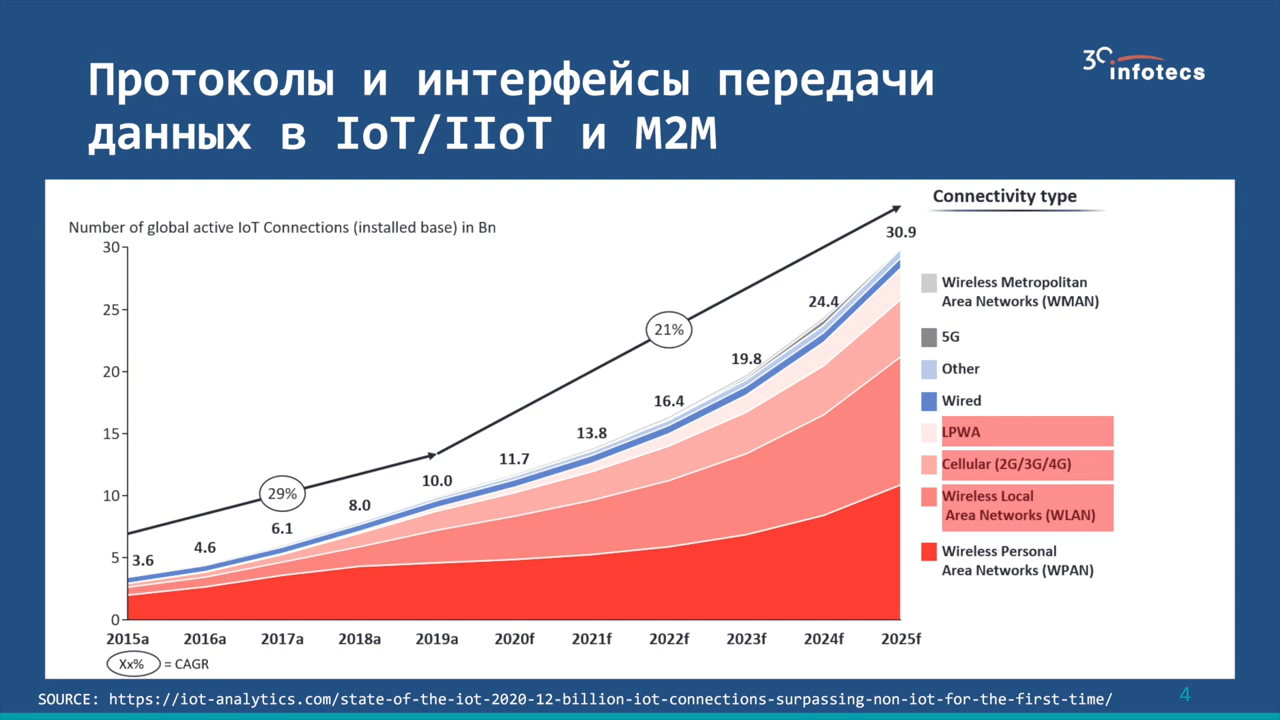 Протоколы и интерфейсы передачи
данных в IoT/IIoT и M2M
30
infotecs
Number of global active IoT Connections (installed base) in Bn
Connectivity type
30
25
20
15
10
5
0
3.6
4.6
6.1
8.0
10.0
11.7
13.8
16.4
19.8
24.4
30.9
29%
21%
2015a
2016a
2017a
2018a
2019a
2020f
2021f
2022f
2023f
2024f
2025f
Xx% = CAGR
Wireless Metropolitan
Area Networks (WMAN)
5G
Other
Wired
LPWA
Cellular (2G/3G/4G)
Wireless Local
Area Networks (WLAN)
Wireless Personal
Area Networks (WPAN)
SOURCE: https://iot-analytics.com/state-of-the-iot-2020-12-billion-iot-connections-surpassing-non-iot-for-the-first-time/
4